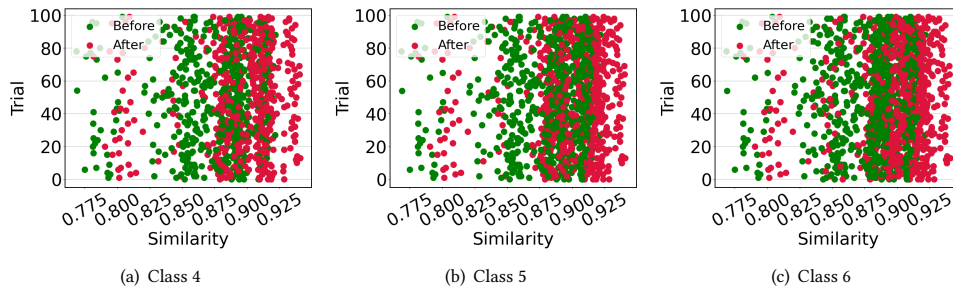 100
80
60
40
20
0
Trial
Before
After
0.775
0.800
0.825
0.850
0.875
0.900
0.925
Similarity
(a) Class 4
100
80
60
40
20
0
Trial
Before
After
0.775
0.800
0.825
0.850
0.875
0.900
0.925
Similarity
(b) Class 5
100
80
60
40
20
0
Trial
Before
After
0.775
0.800
0.825
0.850
0.875
0.900
0.925
Similarity
(c) Class 6